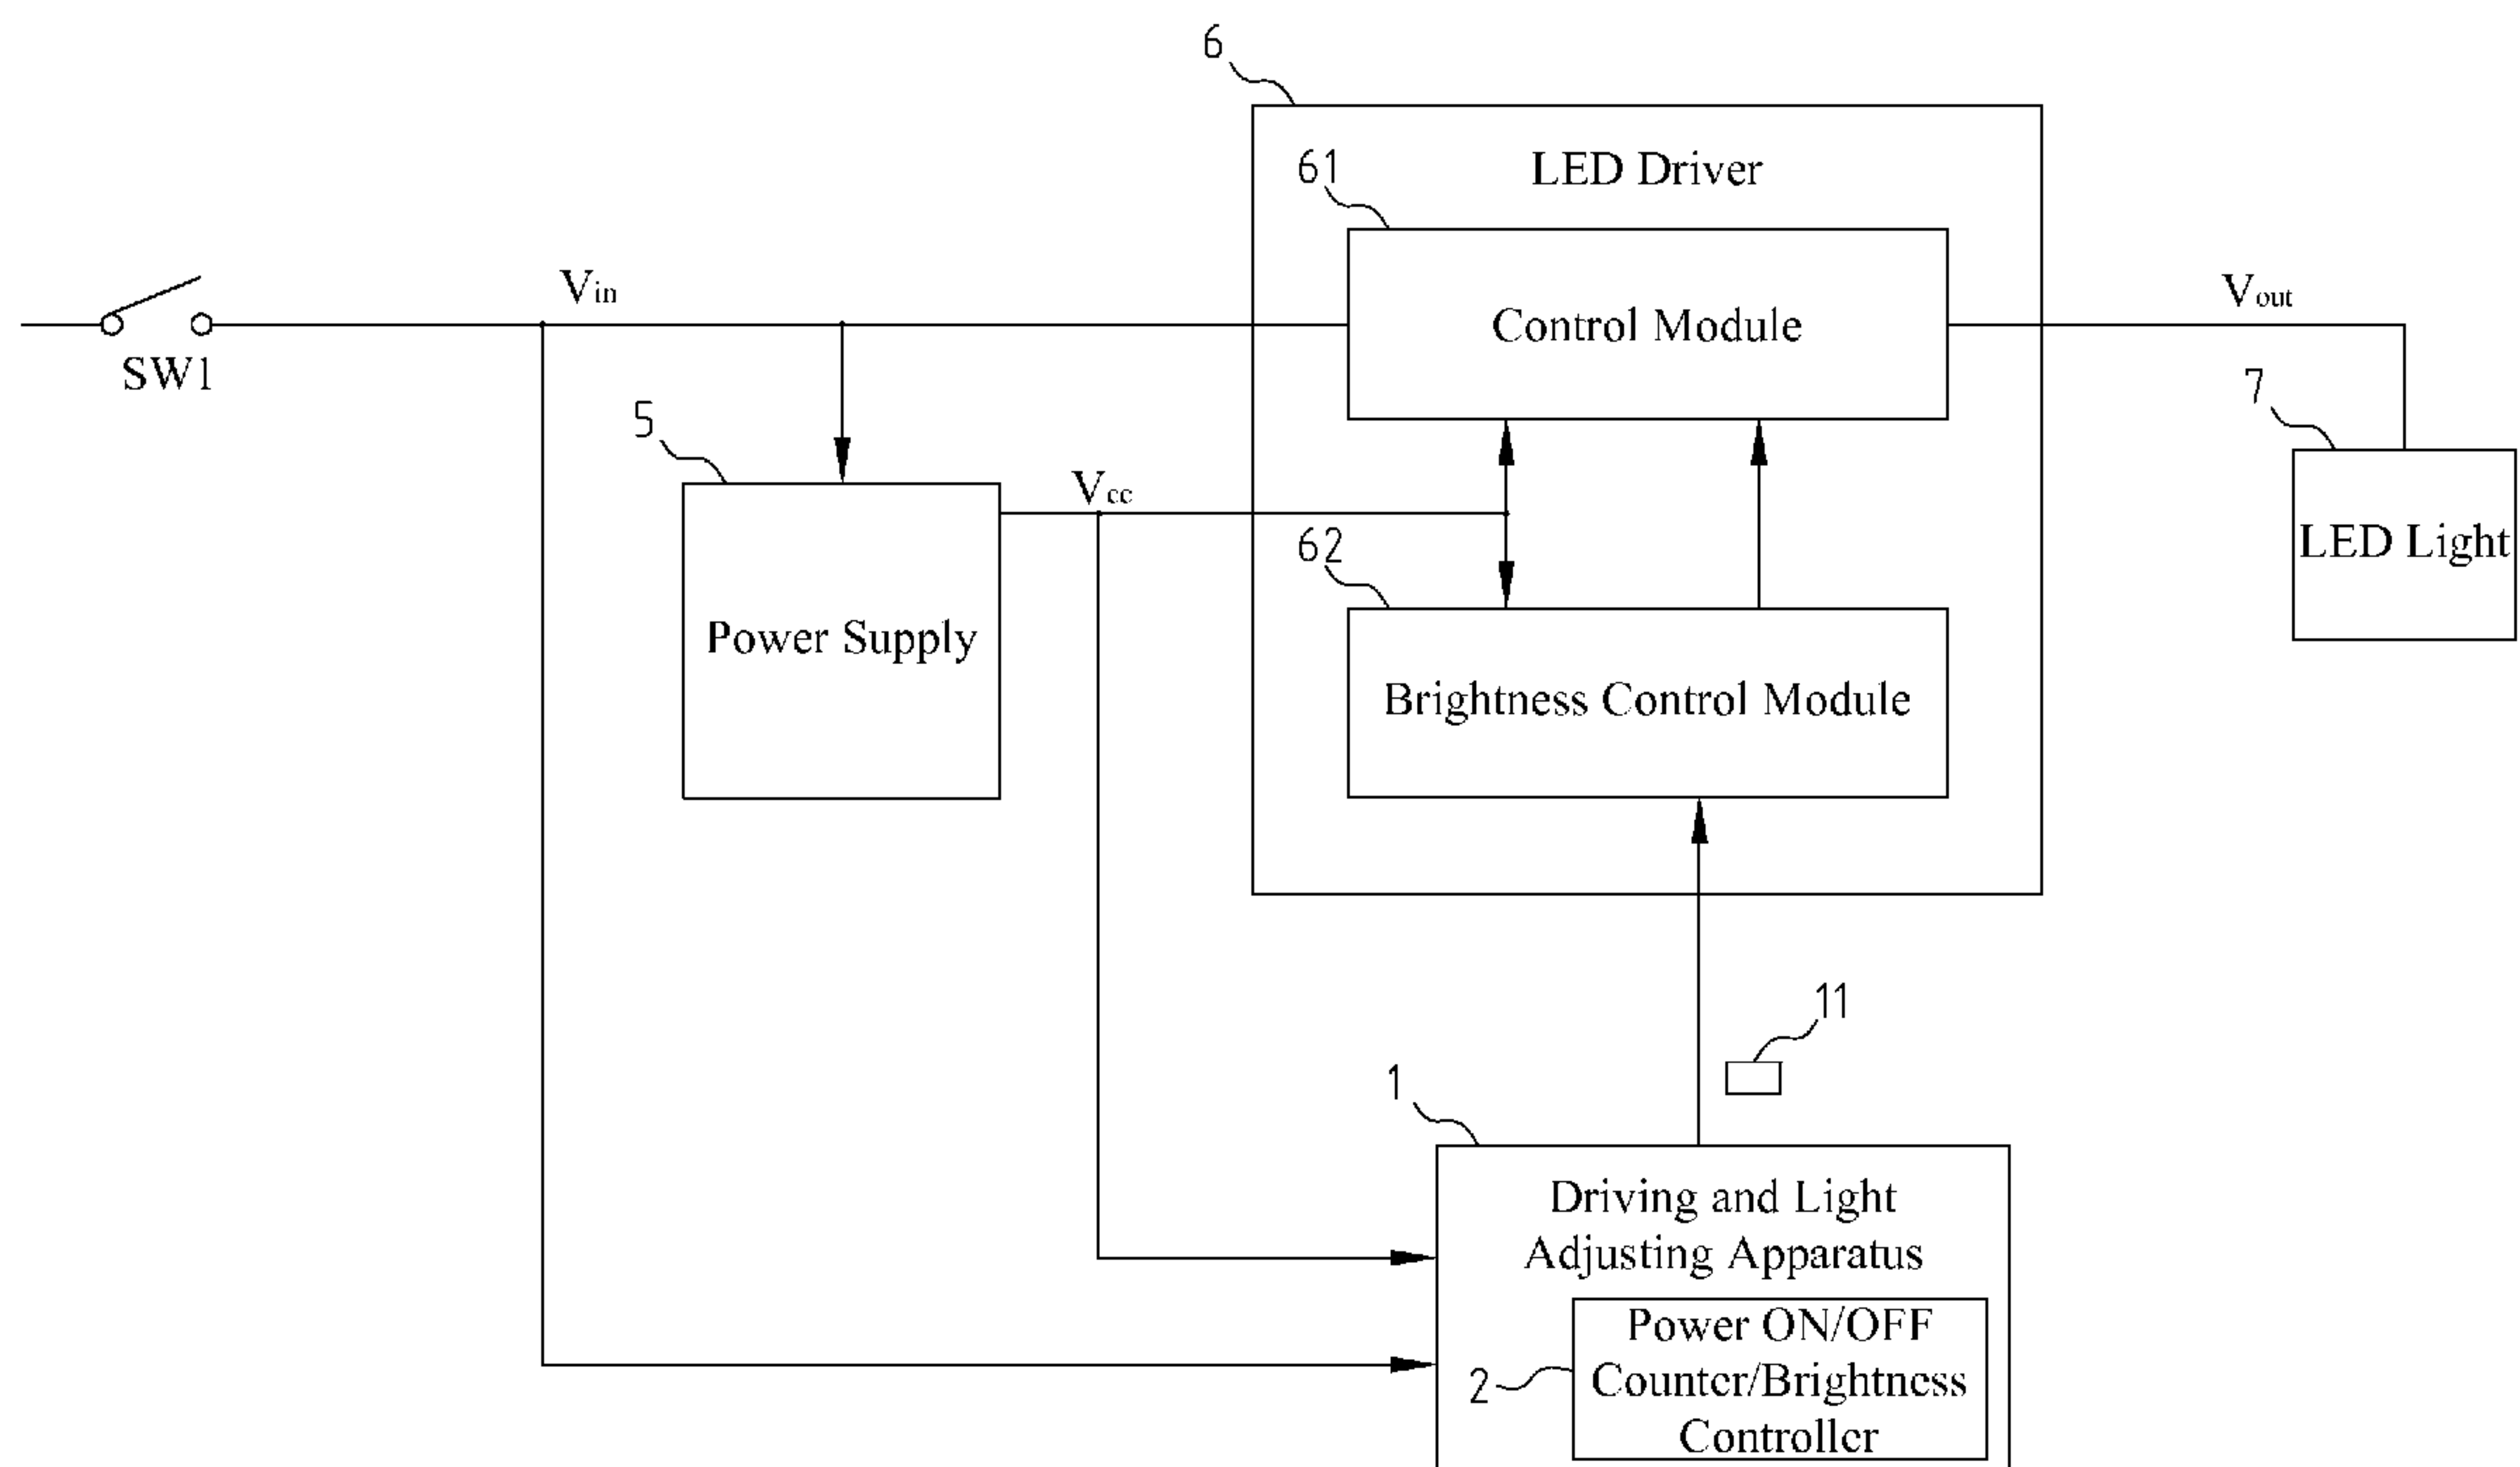 6
61
LED Driver
Vin
Vout
Control Module
SW1
7
5
Vcc
62
LED Light
Power Supply
Brightness Control Module
11
1
Driving and Light
Adjusting Apparatus
Power ON/OFF
2
Counter/Brightness
Controller